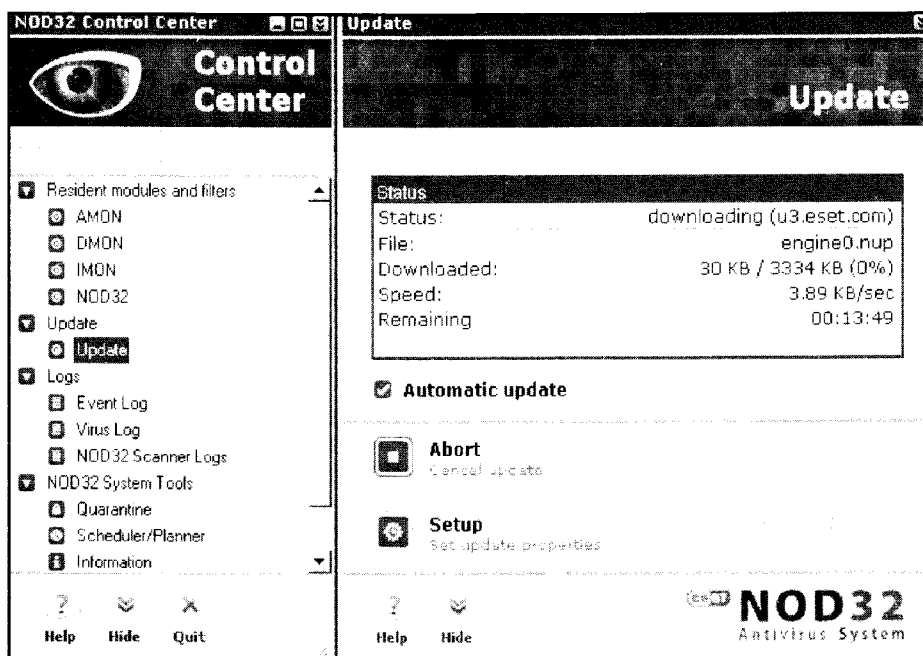 NOD32 Control Center
Control
Center
Resident modules and filters
AMON
DMON
IMON
NOD32
Update
Update
Logs
Event Log
Virus Log
NOD32 Scanner Logs
NOD32 System Tools
Quarantine
Scheduler/Planner
Information
Help Hide Quit
Update
Update
Status
Status: downloading (u3.eset.com)
File: engine0.nup
Downloaded: 30 KB / 3334 KB (0%)
Speed: 3.89 KB/sec
Remaining 00:13:49
Automatic update
Abort
Cancel update
Setup
Set update properties
Help Hide
eset NOD32
Antivirus System